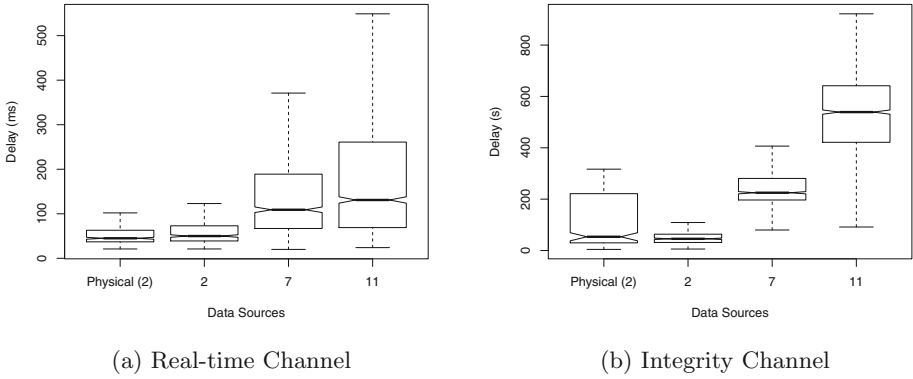 Delay (ms)
500
400
300
200
100
0
Physical (2) 2 7 11
Data Sources
(a) Real-time Channel
Delay (s)
800
600
400
200
0
Physical (2) 2 7 11
Data Sources
(b) Integrity Channel